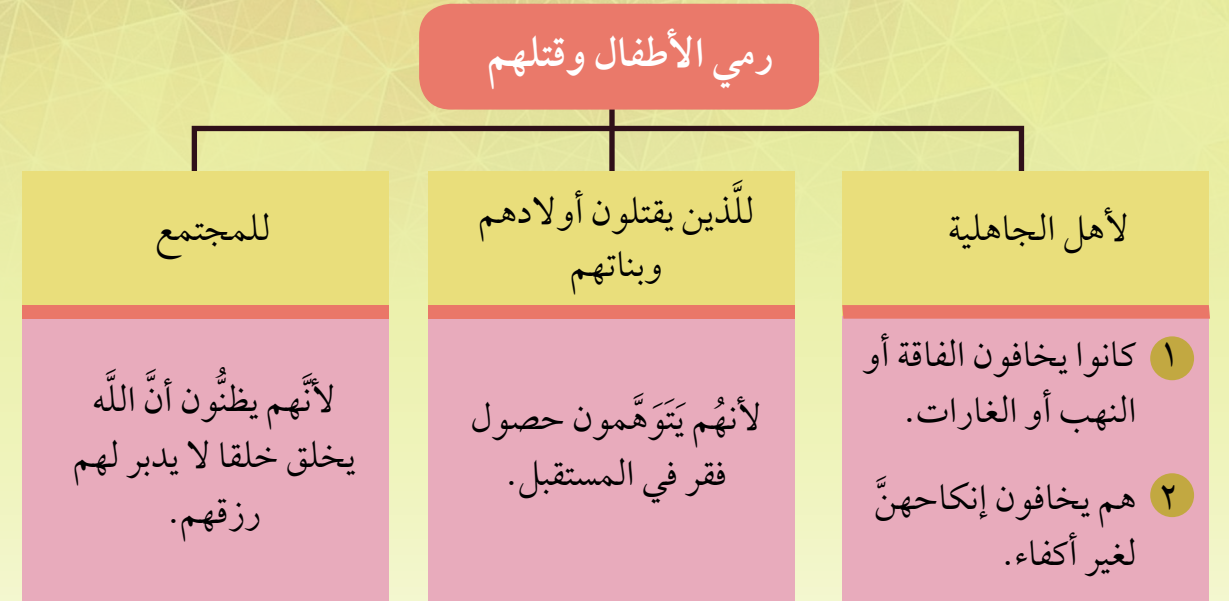 رمي الأطفال وقتلهم
لأهل الجاهلية
١ كانوا يخافون الفاقة أو
النهب أو الغارات.
٢ هم يخافون إنكاحهنَّ
لغير أكفاء.
للَّذين يقتلون أولادهم
وبناتهم
لأنهُم يَتَوَهَّمون حصول
فقر في المستقبل.
للمجتمع
لأنَّهم يظنُّون أنَّ اللَّه
يخلق خلقا لا يدبر لهم
رزقهم.